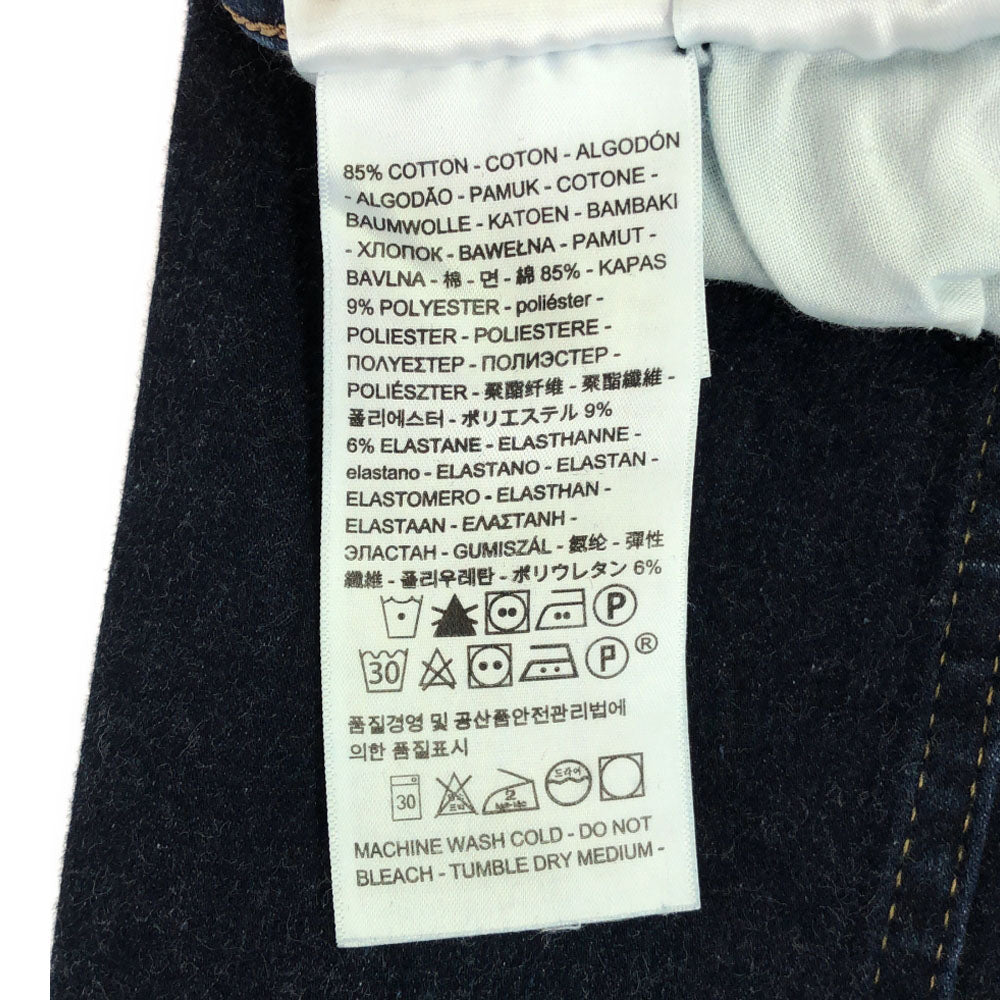 85% COTTON - COTON - ALGODÓN
- ALGODÃO - PAMUK - COTONE -
BAUMWOLLE - KATOEN - BAMBAKI
- ХЛОПОК - BAWEŁNA - PAMUT -
BAVLNA - 棉 - 면 - 綿 85% - KAPAS
9% POLYESTER - poliéster -
POLIESTER - POLIESTERE -
ΠΟΛΥΕΣΤΕΡ - ПОЛИЭСТЕР -
POLIÉSZTER - 聚酯纤维 - 聚酯纖維 -
폴리에스터 - ポリエステル 9%
6% ELASTANE - ELASTHANNE -
elastano - ELASTANO - ELASTAN -
ELASTOMERO - ELASTHAN -
ELASTAAN - ΕΛΑΣΤΑΝΗ -
ЭЛАСТАН - GUMISZÁL - 氨纶 - 彈性
纖維 - 폴리우레탄 - ポリウレタン 6%
P
30 P ®
품질경영 및 공산품안전관리법에
의한 품질표시
30 2 드라이
MACHINE WASH COLD - DO NOT
BLEACH - TUMBLE DRY MEDIUM -